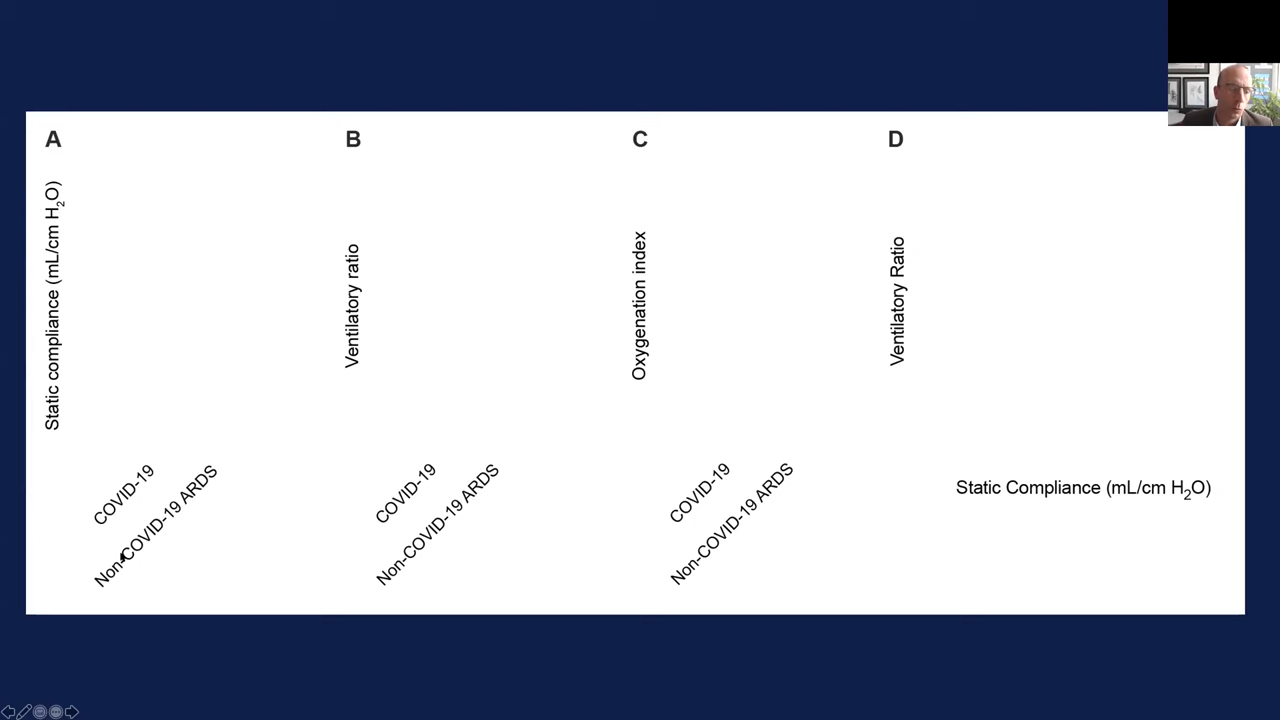 A
B
C
D
Static compliance (mL/cm H2O)
Ventilatory ratio
Oxygenation index
Ventilatory Ratio
COVID-19
Non-COVID-19 ARDS
COVID-19
Non-COVID-19 ARDS
COVID-19
Non-COVID-19 ARDS
Static Compliance (mL/cm H2O)